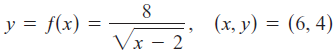 y = f(x) = 8 / √(x − 2), (x, y) = (6, 4)